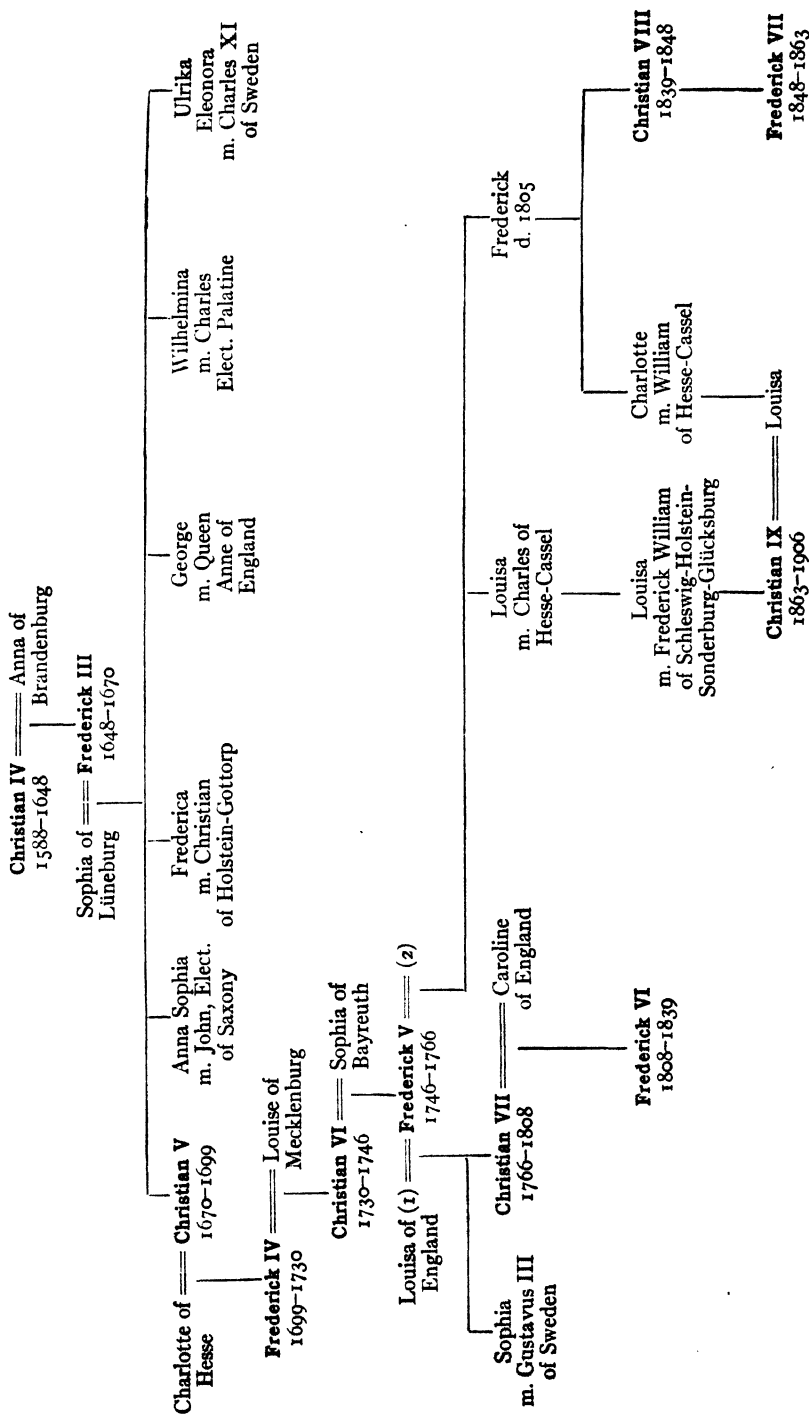 Christian IV Anna of
1588–1648 Brandenburg
Sophia of Frederick III
Lüneburg 1648–1670
Charlotte of Christian V
Hesse 1670–1699
Anna Sophia
m. John, Elect.
of Saxony
Frederica
m. Christian
of Holstein-Gottorp
George
m. Queen
Anne of
England
Wilhelmina
m. Charles
Elect. Palatine
Ulrika
Eleonora
m. Charles XI
of Sweden
Frederick IV Louise of
1699–1730 Mecklenburg
Christian VI Sophia of
1730–1746 Bayreuth
Louisa of (1) Frederick V (2)
England 1746–1766
Sophia
m. Gustavus III
of Sweden
Christian VII Caroline
1766–1808 of England
Louisa
m. Charles of
Hesse-Cassel
Frederick
d. 1805
Frederick VI
1808–1839
Louisa
m. Frederick William
of Schleswig-Holstein-
Sonderburg-Glücksburg
Charlotte
m. William
of Hesse-Cassel
Christian VIII
1839–1848
Christian IX Louisa
1863–1906
Frederick VII
1848–1863